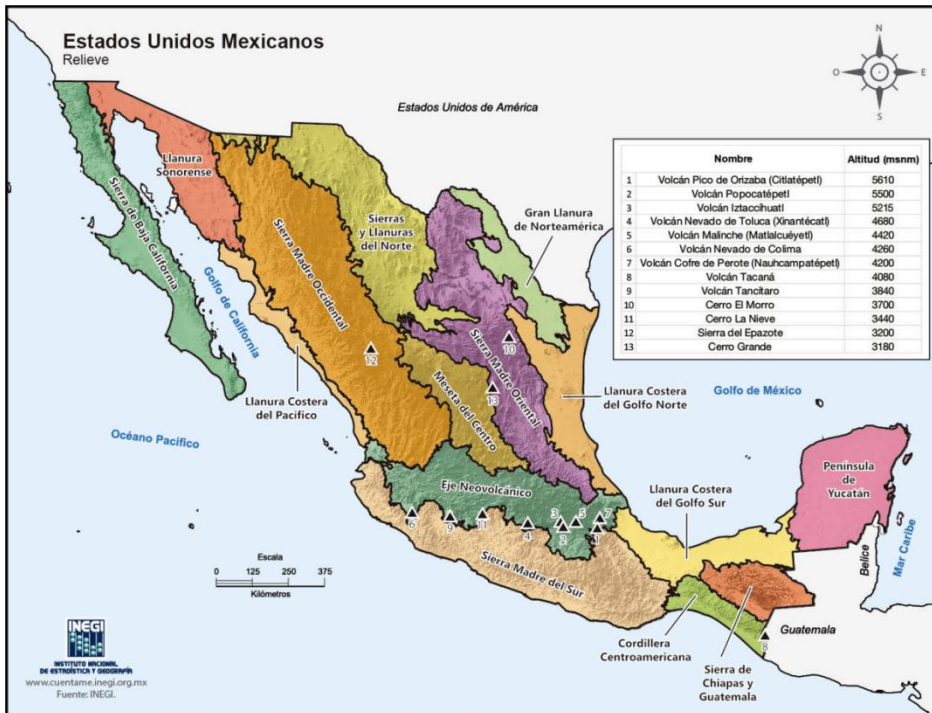 Estados Unidos Mexicanos
Relieve
Estados Unidos de América
N
O
E
S
Nombre Altitud (msnm)
1 Volcán Pico de Orizaba (Citlatépetl) 5610
2 Volcán Popocatépetl 5500
3 Volcán Iztaccihuatl 5215
4 Volcán Nevado de Toluca (Xinantécatl) 4680
5 Volcán Malinche (Matlalcuéyetl) 4420
6 Volcán Nevado de Colima 4260
7 Volcán Cofre de Perote (Nauhcampatépetl) 4200
8 Volcán Tacaná 4080
9 Volcán Tancítaro 3840
10 Cerro El Morro 3700
11 Cerro La Nieve 3440
12 Sierra del Epazote 3200
13 Cerro Grande 3180
Llanura
Sonorense
Sierra de Baja California
Golfo de California
Sierra Madre Occidental
Sierras
y Llanuras
del Norte
Gran Llanura
de Norteamérica
Sierra Madre Oriental
Meseta del Centro
12
10
13
Llanura Costera
del Pacífico
Llanura Costera
del Golfo Norte
Golfo de México
Océano Pacífico
Eje Neovolcánico
6
9
11
4
3
2
5
7
1
Sierra Madre del Sur
Llanura Costera
del Golfo Sur
Península
de
Yucatán
Belice
Mar Caribe
Guatemala
8
Cordillera
Centroamericana
Sierra de
Chiapas y
Guatemala
Escala
0 125 250 375
Kilómetros
INEGI
INSTITUTO NACIONAL
DE ESTADÍSTICA Y GEOGRAFÍA
www.cuentame.inegi.org.mx
Fuente: INEGI.